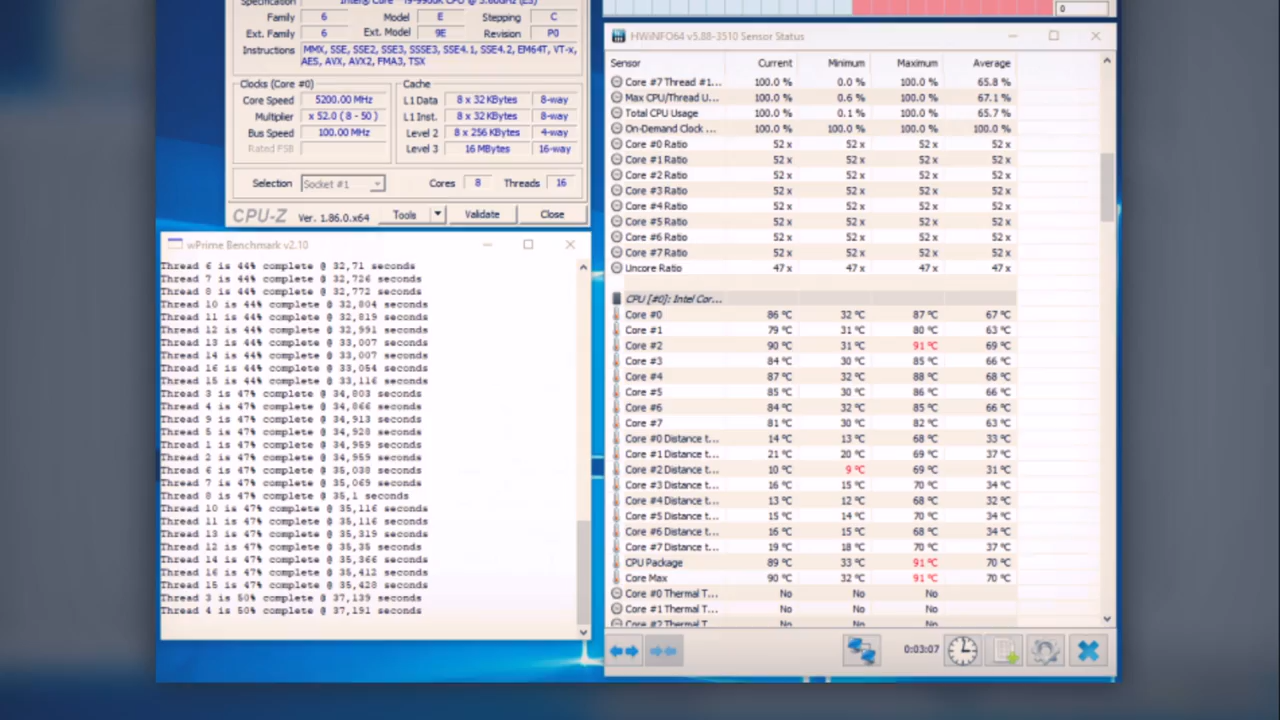 Specification Intel® Core™ i9-9900K CPU @ 3.60GHz (ES)
Family 6 Model E Stepping C
Ext. Family 6 Ext. Model 9E Revision P0
Instructions MMX, SSE, SSE2, SSE3, SSSE3, SSE4.1, SSE4.2, EM64T, VT-x,
AES, AVX, AVX2, FMA3, TSX
Clocks (Core #0)
Core Speed 5200.00 MHz
Multiplier x 52.0 ( 8 - 50 )
Bus Speed 100.00 MHz
Rated FSB
Cache
L1 Data 8 x 32 KBytes 8-way
L1 Inst. 8 x 32 KBytes 8-way
Level 2 8 x 256 KBytes 4-way
Level 3 16 MBytes 16-way
Selection Socket #1 Cores 8 Threads 16
CPU-Z Ver. 1.86.0.x64 Tools Validate Close
wPrime Benchmark v2.10
Thread 6 is 44% complete @ 32,71 seconds
Thread 7 is 44% complete @ 32,726 seconds
Thread 8 is 44% complete @ 32,772 seconds
Thread 10 is 44% complete @ 32,804 seconds
Thread 11 is 44% complete @ 32,819 seconds
Thread 12 is 44% complete @ 32,991 seconds
Thread 13 is 44% complete @ 33,007 seconds
Thread 14 is 44% complete @ 33,007 seconds
Thread 16 is 44% complete @ 33,054 seconds
Thread 15 is 44% complete @ 33,116 seconds
Thread 3 is 47% complete @ 34,803 seconds
Thread 4 is 47% complete @ 34,866 seconds
Thread 9 is 47% complete @ 34,913 seconds
Thread 5 is 47% complete @ 34,928 seconds
Thread 1 is 47% complete @ 34,959 seconds
Thread 2 is 47% complete @ 34,959 seconds
Thread 6 is 47% complete @ 35,038 seconds
Thread 7 is 47% complete @ 35,069 seconds
Thread 8 is 47% complete @ 35,1 seconds
Thread 10 is 47% complete @ 35,116 seconds
Thread 11 is 47% complete @ 35,116 seconds
Thread 13 is 47% complete @ 35,319 seconds
Thread 12 is 47% complete @ 35,35 seconds
Thread 14 is 47% complete @ 35,366 seconds
Thread 16 is 47% complete @ 35,412 seconds
Thread 15 is 47% complete @ 35,428 seconds
Thread 3 is 50% complete @ 37,139 seconds
Thread 4 is 50% complete @ 37,191 seconds
0
HWiNFO64 v5.88-3510 Sensor Status
Sensor Current Minimum Maximum Average
Core #7 Thread #1... 100.0 % 0.0 % 100.0 % 65.8 %
Max CPU/Thread U... 100.0 % 0.6 % 100.0 % 67.1 %
Total CPU Usage 100.0 % 0.1 % 100.0 % 65.7 %
On-Demand Clock ... 100.0 % 100.0 % 100.0 % 100.0 %
Core #0 Ratio 52 x 52 x 52 x 52 x
Core #1 Ratio 52 x 52 x 52 x 52 x
Core #2 Ratio 52 x 52 x 52 x 52 x
Core #3 Ratio 52 x 52 x 52 x 52 x
Core #4 Ratio 52 x 52 x 52 x 52 x
Core #5 Ratio 52 x 52 x 52 x 52 x
Core #6 Ratio 52 x 52 x 52 x 52 x
Core #7 Ratio 52 x 52 x 52 x 52 x
Uncore Ratio 47 x 47 x 47 x 47 x
CPU [#0]: Intel Cor...
Core #0 86 °C 32 °C 87 °C 67 °C
Core #1 79 °C 31 °C 80 °C 63 °C
Core #2 90 °C 31 °C 91 °C 69 °C
Core #3 84 °C 30 °C 85 °C 66 °C
Core #4 87 °C 32 °C 88 °C 68 °C
Core #5 85 °C 30 °C 86 °C 66 °C
Core #6 84 °C 32 °C 85 °C 66 °C
Core #7 81 °C 30 °C 82 °C 63 °C
Core #0 Distance t... 14 °C 13 °C 68 °C 33 °C
Core #1 Distance t... 21 °C 20 °C 69 °C 37 °C
Core #2 Distance t... 10 °C 9 °C 69 °C 31 °C
Core #3 Distance t... 16 °C 15 °C 70 °C 34 °C
Core #4 Distance t... 13 °C 12 °C 68 °C 32 °C
Core #5 Distance t... 15 °C 14 °C 70 °C 34 °C
Core #6 Distance t... 16 °C 15 °C 68 °C 34 °C
Core #7 Distance t... 19 °C 18 °C 70 °C 37 °C
CPU Package 89 °C 33 °C 91 °C 70 °C
Core Max 90 °C 32 °C 91 °C 70 °C
Core #0 Thermal T... No No No
Core #1 Thermal T... No No No
Core #2 Thermal T... No No No
0:03:07